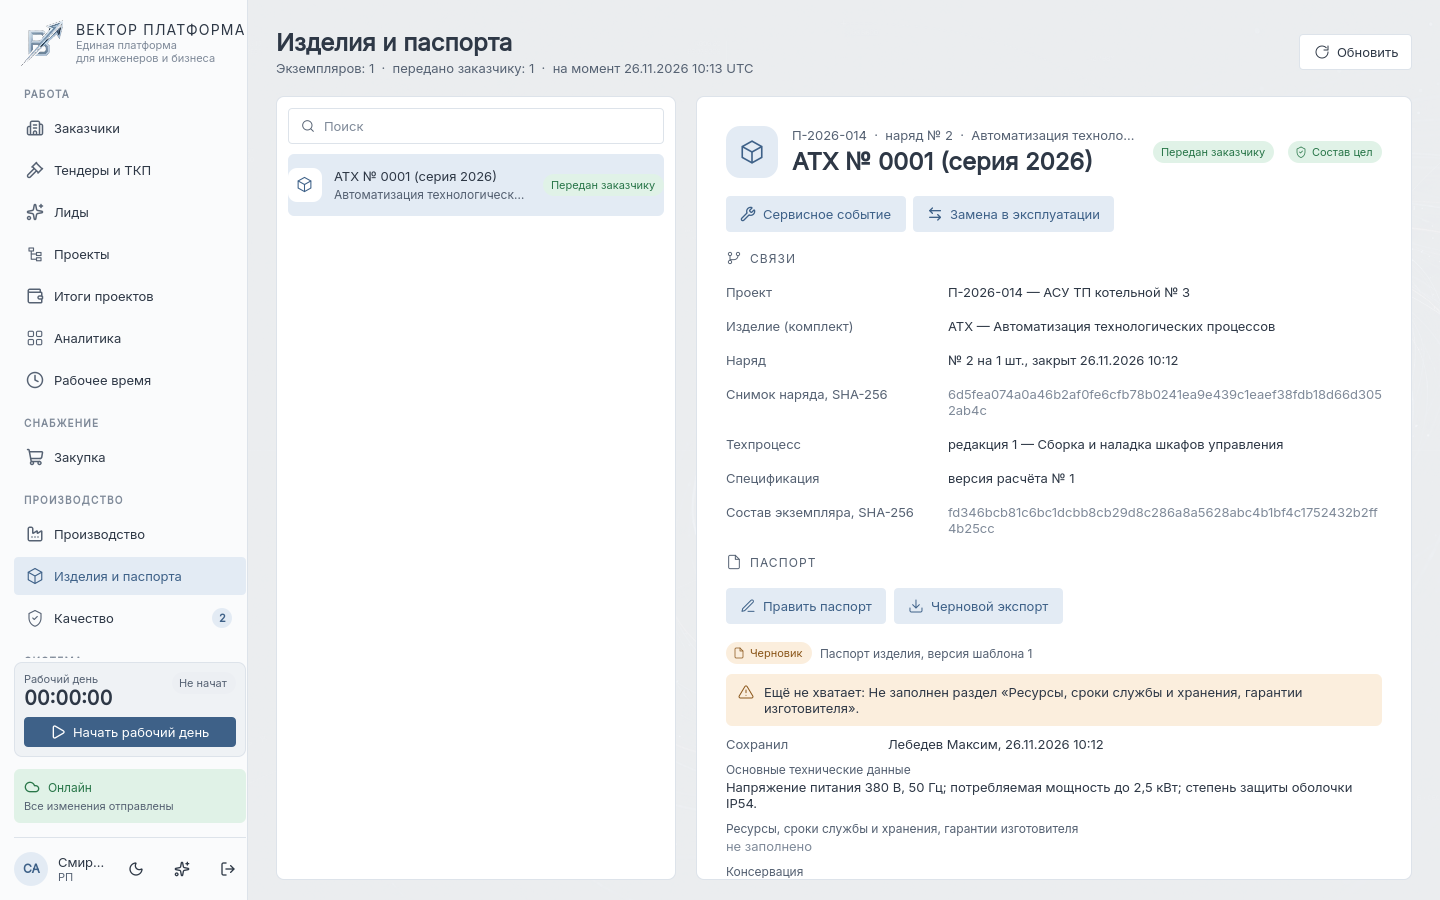 ВЕКТОР ПЛАТФОРМА
Единая платформа
для инженеров и бизнеса
РАБОТА
Заказчики
Тендеры и ТКП
Лиды
Проекты
Итоги проектов
Аналитика
Рабочее время
СНАБЖЕНИЕ
Закупка
ПРОИЗВОДСТВО
Производство
Изделия и паспорта
Качество
2
Рабочий день
00:00:00
Не начат
Начать рабочий день
Онлайн
Все изменения отправлены
СА
Смир...
РП
Изделия и паспорта
Экземпляров: 1 · передано заказчику: 1 · на момент 26.11.2026 10:13 UTC
Обновить
Поиск
АТХ № 0001 (серия 2026)
Автоматизация технологическ...
Передан заказчику
П-2026-014 · наряд № 2 · Автоматизация техноло...
АТХ № 0001 (серия 2026)
Передан заказчику
Состав цел
Сервисное событие
Замена в эксплуатации
СВЯЗИ
Проект
П-2026-014 — АСУ ТП котельной № 3
Изделие (комплект)
АТХ — Автоматизация технологических процессов
Наряд
№ 2 на 1 шт., закрыт 26.11.2026 10:12
Снимок наряда, SHA-256
6d5fea074a0a46b2af0fe6cfb78b0241ea9e439c1eaef38fdb18d66d305
2ab4c
Техпроцесс
редакция 1 — Сборка и наладка шкафов управления
Спецификация
версия расчёта № 1
Состав экземпляра, SHA-256
fd346bcb81c6bc1dcbb8cb29d8c286a8a5628abc4b1bf4c1752432b2ff
4b25cc
ПАСПОРТ
Править паспорт
Черновой экспорт
Черновик
Паспорт изделия, версия шаблона 1
Ещё не хватает: Не заполнен раздел «Ресурсы, сроки службы и хранения, гарантии
изготовителя».
Сохранил
Лебедев Максим, 26.11.2026 10:12
Основные технические данные
Напряжение питания 380 В, 50 Гц; потребляемая мощность до 2,5 кВт; степень защиты оболочки
IP54.
Ресурсы, сроки службы и хранения, гарантии изготовителя
не заполнено
Консервация